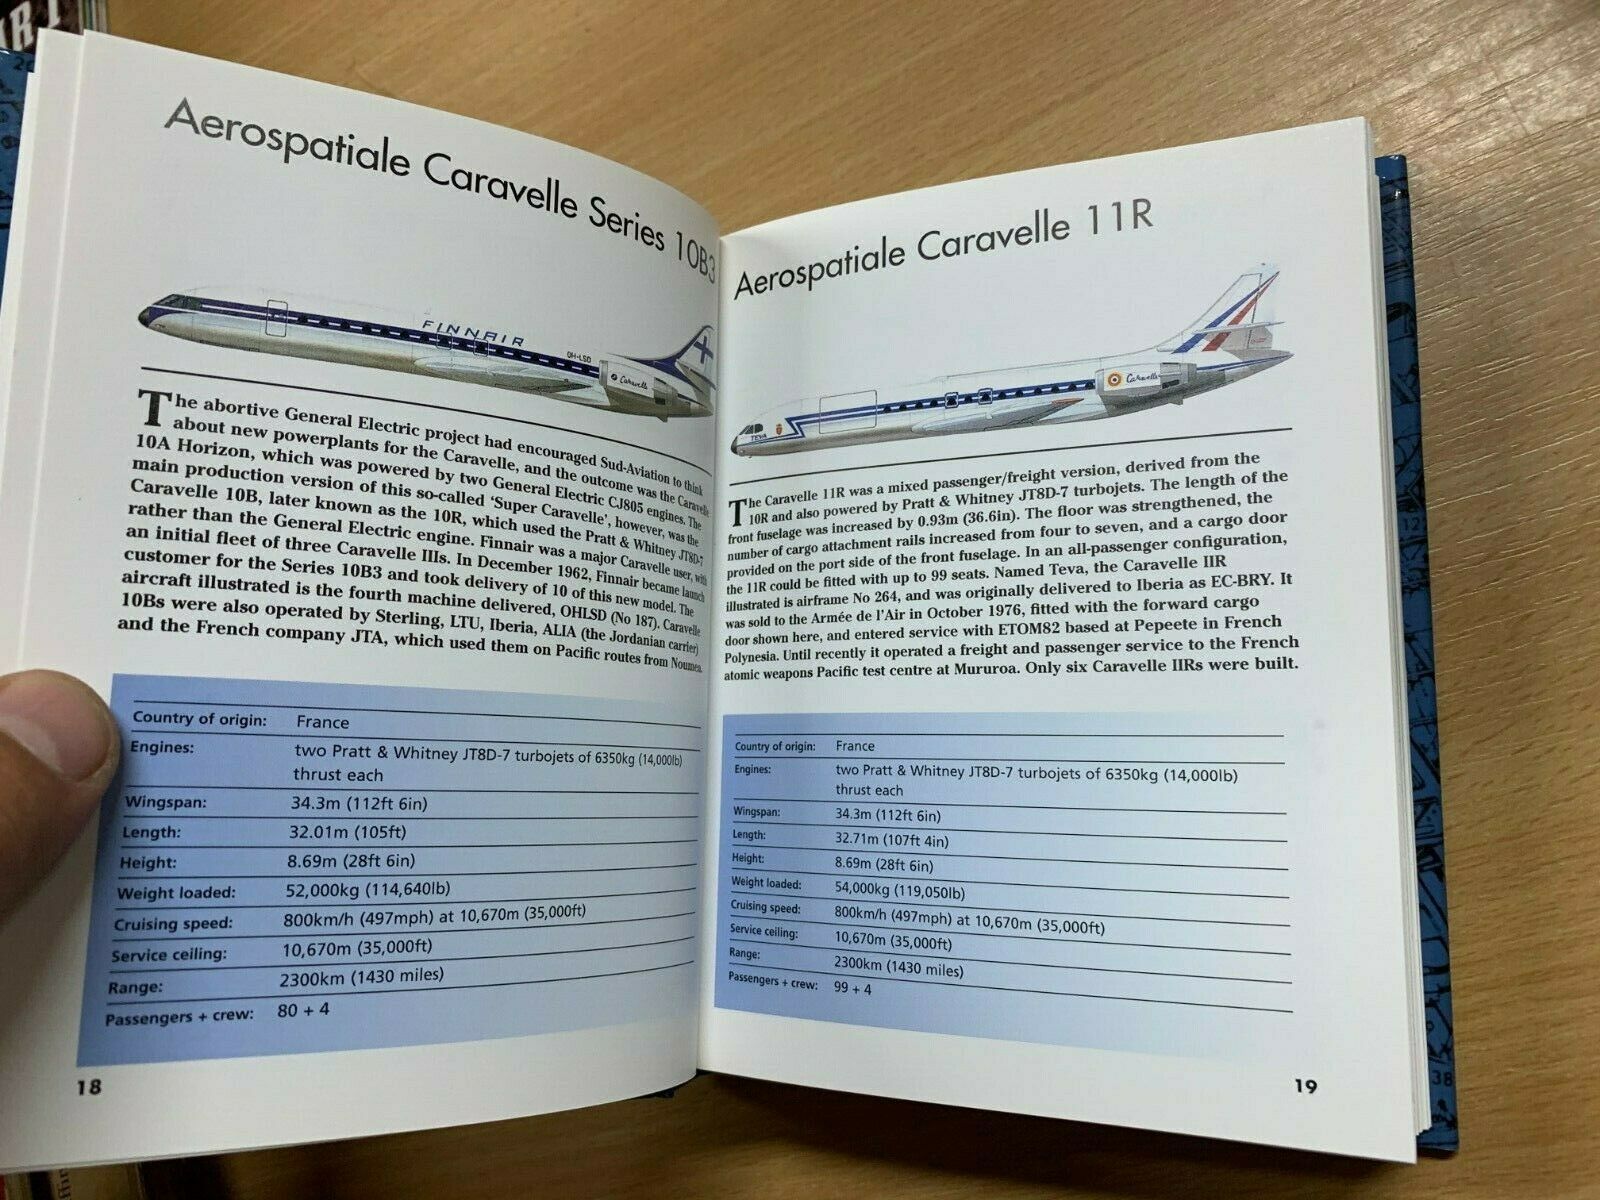 Aerospatiale Caravelle Series 10B3
FINNAIR
OH-LSD
Caravelle
The abortive General Electric project had encouraged Sud-Aviation to think
about new powerplants for the Caravelle, and the outcome was the Caravelle
10A Horizon, which was powered by two General Electric CJ805 engines. The
main production version of this so-called 'Super Caravelle', however, was the
Caravelle 10B, later known as the 10R, which used the Pratt & Whitney JT8D-7
rather than the General Electric engine. Finnair was a major Caravelle user, with
an initial fleet of three Caravelle IIIs. In December 1962, Finnair became launch
customer for the Series 10B3 and took delivery of 10 of this new model. The
aircraft illustrated is the fourth machine delivered, OHLSD (No 187). Caravelle
10Bs were also operated by Sterling, LTU, Iberia, ALIA (the Jordanian carrier)
and the French company JTA, which used them on Pacific routes from Noumea.
Country of origin: France
Engines: two Pratt & Whitney JT8D-7 turbojets of 6350kg (14,000lb)
thrust each
Wingspan: 34.3m (112ft 6in)
Length: 32.01m (105ft)
Height: 8.69m (28ft 6in)
Weight loaded: 52,000kg (114,640lb)
Cruising speed: 800km/h (497mph) at 10,670m (35,000ft)
Service ceiling: 10,670m (35,000ft)
Range: 2300km (1430 miles)
Passengers + crew: 80 + 4
18
Aerospatiale Caravelle 11R
Caravelle
TEVA
The Caravelle 11R was a mixed passenger/freight version, derived from the
10R and also powered by Pratt & Whitney JT8D-7 turbojets. The length of the
front fuselage was increased by 0.93m (36.6in). The floor was strengthened, the
number of cargo attachment rails increased from four to seven, and a cargo door
provided on the port side of the front fuselage. In an all-passenger configuration,
the 11R could be fitted with up to 99 seats. Named Teva, the Caravelle IIR
illustrated is airframe No 264, and was originally delivered to Iberia as EC-BRY. It
was sold to the Armée de l'Air in October 1976, fitted with the forward cargo
door shown here, and entered service with ETOM82 based at Pepeete in French
Polynesia. Until recently it operated a freight and passenger service to the French
atomic weapons Pacific test centre at Mururoa. Only six Caravelle IIRs were built.
Country of origin: France
Engines: two Pratt & Whitney JT8D-7 turbojets of 6350kg (14,000lb)
thrust each
Wingspan: 34.3m (112ft 6in)
Length: 32.71m (107ft 4in)
Height: 8.69m (28ft 6in)
Weight loaded: 54,000kg (119,050lb)
Cruising speed: 800km/h (497mph) at 10,670m (35,000ft)
Service ceiling: 10,670m (35,000ft)
Range: 2300km (1430 miles)
Passengers + crew: 99 + 4
19
12
38